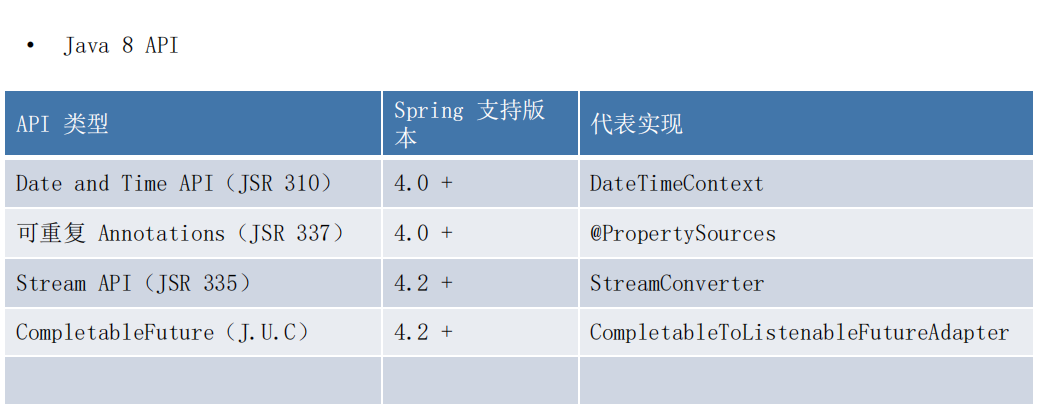 • Java 8 API
API 类型
Spring 支持版
本
代表实现
Date and Time API（JSR 310）
4.0 +
DateTimeContext
可重复 Annotations（JSR 337）
4.0 +
@PropertySources
Stream API（JSR 335）
4.2 +
StreamConverter
CompletableFuture（J.U.C）
4.2 +
CompletableToListenableFutureAdapter